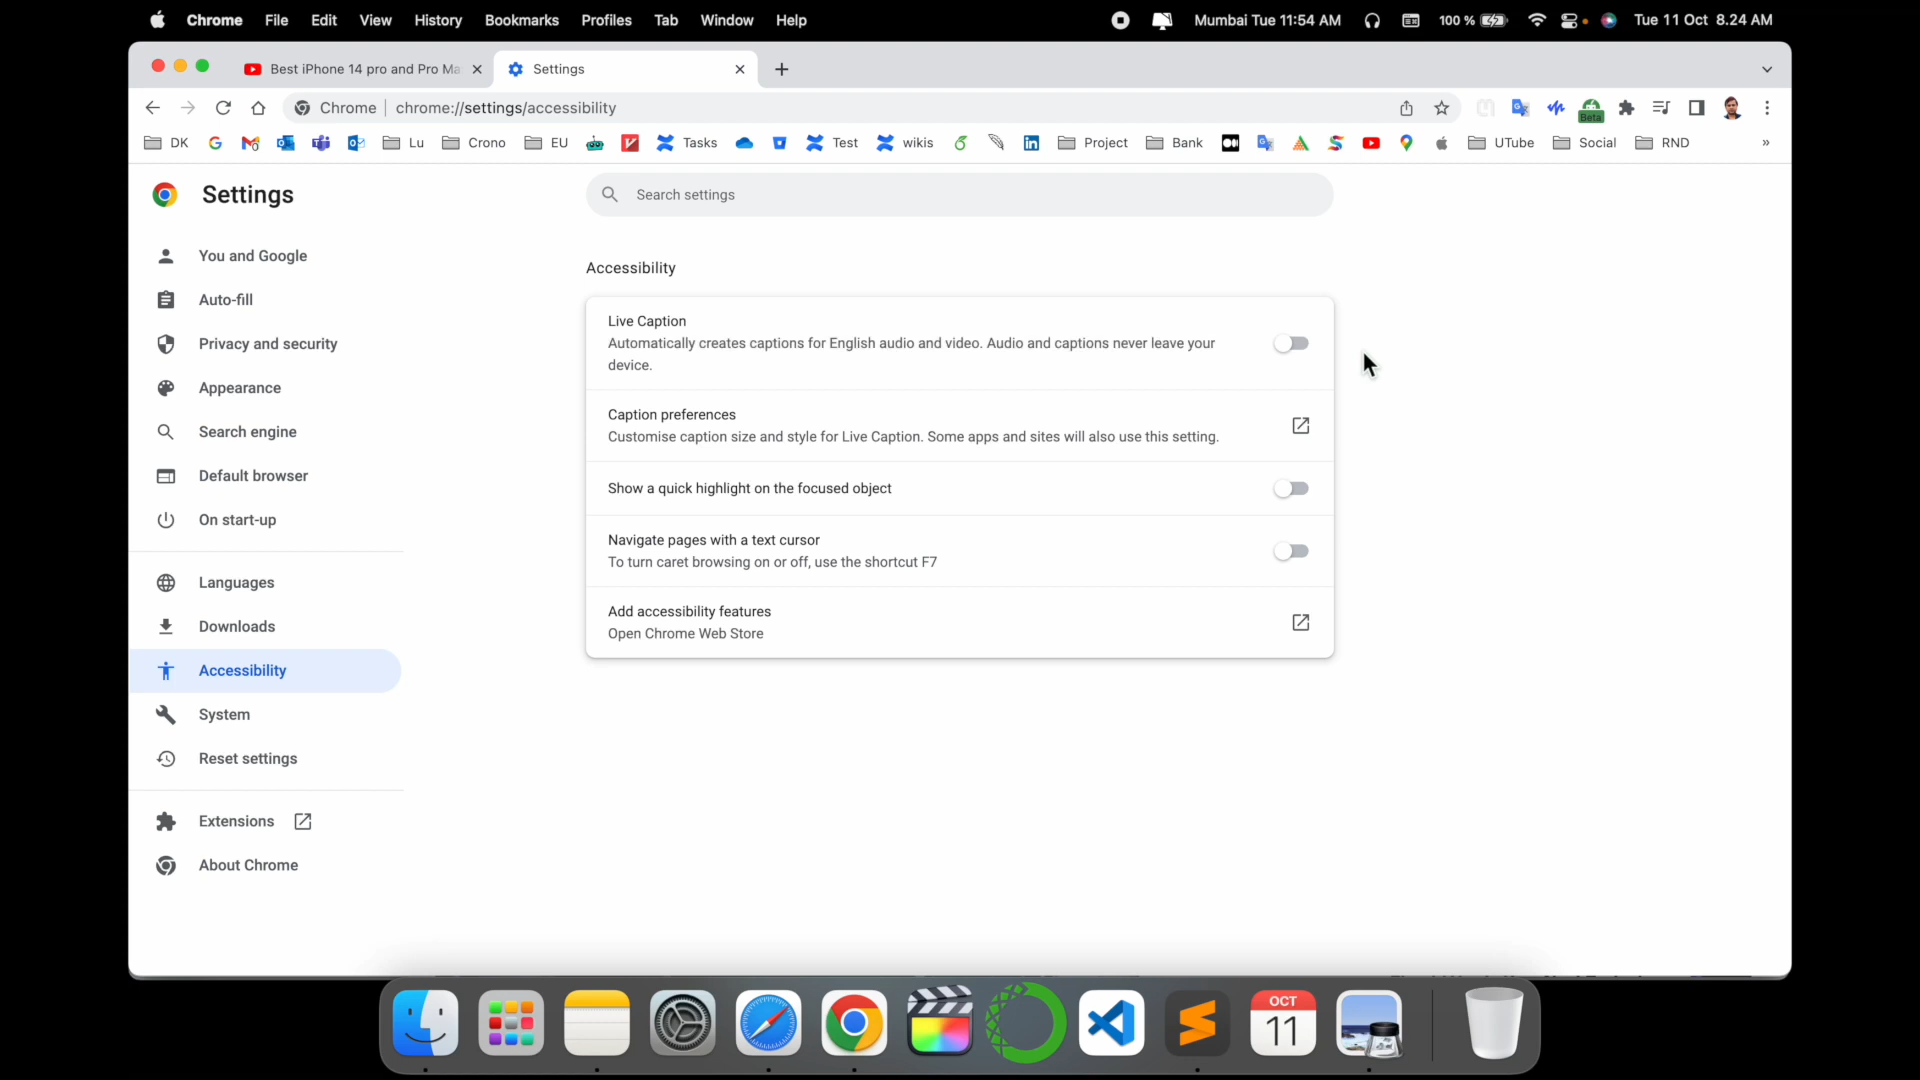 Chrome File Edit View History Bookmarks Profiles Tab Window Help Mumbai Tue 11:54 AM 100 % Tue 11 Oct 8.24 AM
Best iPhone 14 pro and Pro Ma Settings
Chrome chrome://settings/accessibility Beta
DK Lu Crono EU Tasks Test wikis Project Bank UTube Social RND »
Settings
Search settings
You and Google
Auto-fill
Privacy and security
Appearance
Search engine
Default browser
On start-up
Languages
Downloads
Accessibility
System
Reset settings
Extensions
About Chrome
Accessibility
Live Caption
Automatically creates captions for English audio and video. Audio and captions never leave your
device.
Caption preferences
Customise caption size and style for Live Caption. Some apps and sites will also use this setting.
Show a quick highlight on the focused object
Navigate pages with a text cursor
To turn caret browsing on or off, use the shortcut F7
Add accessibility features
Open Chrome Web Store
OCT
11